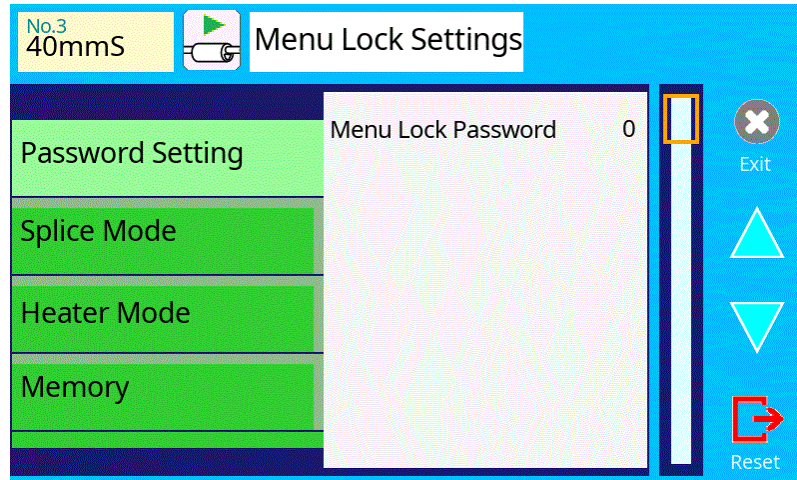 No.3
40mmS
Menu Lock Settings
Password Setting
Menu Lock Password 0
Splice Mode
Heater Mode
Memory
Exit
Reset